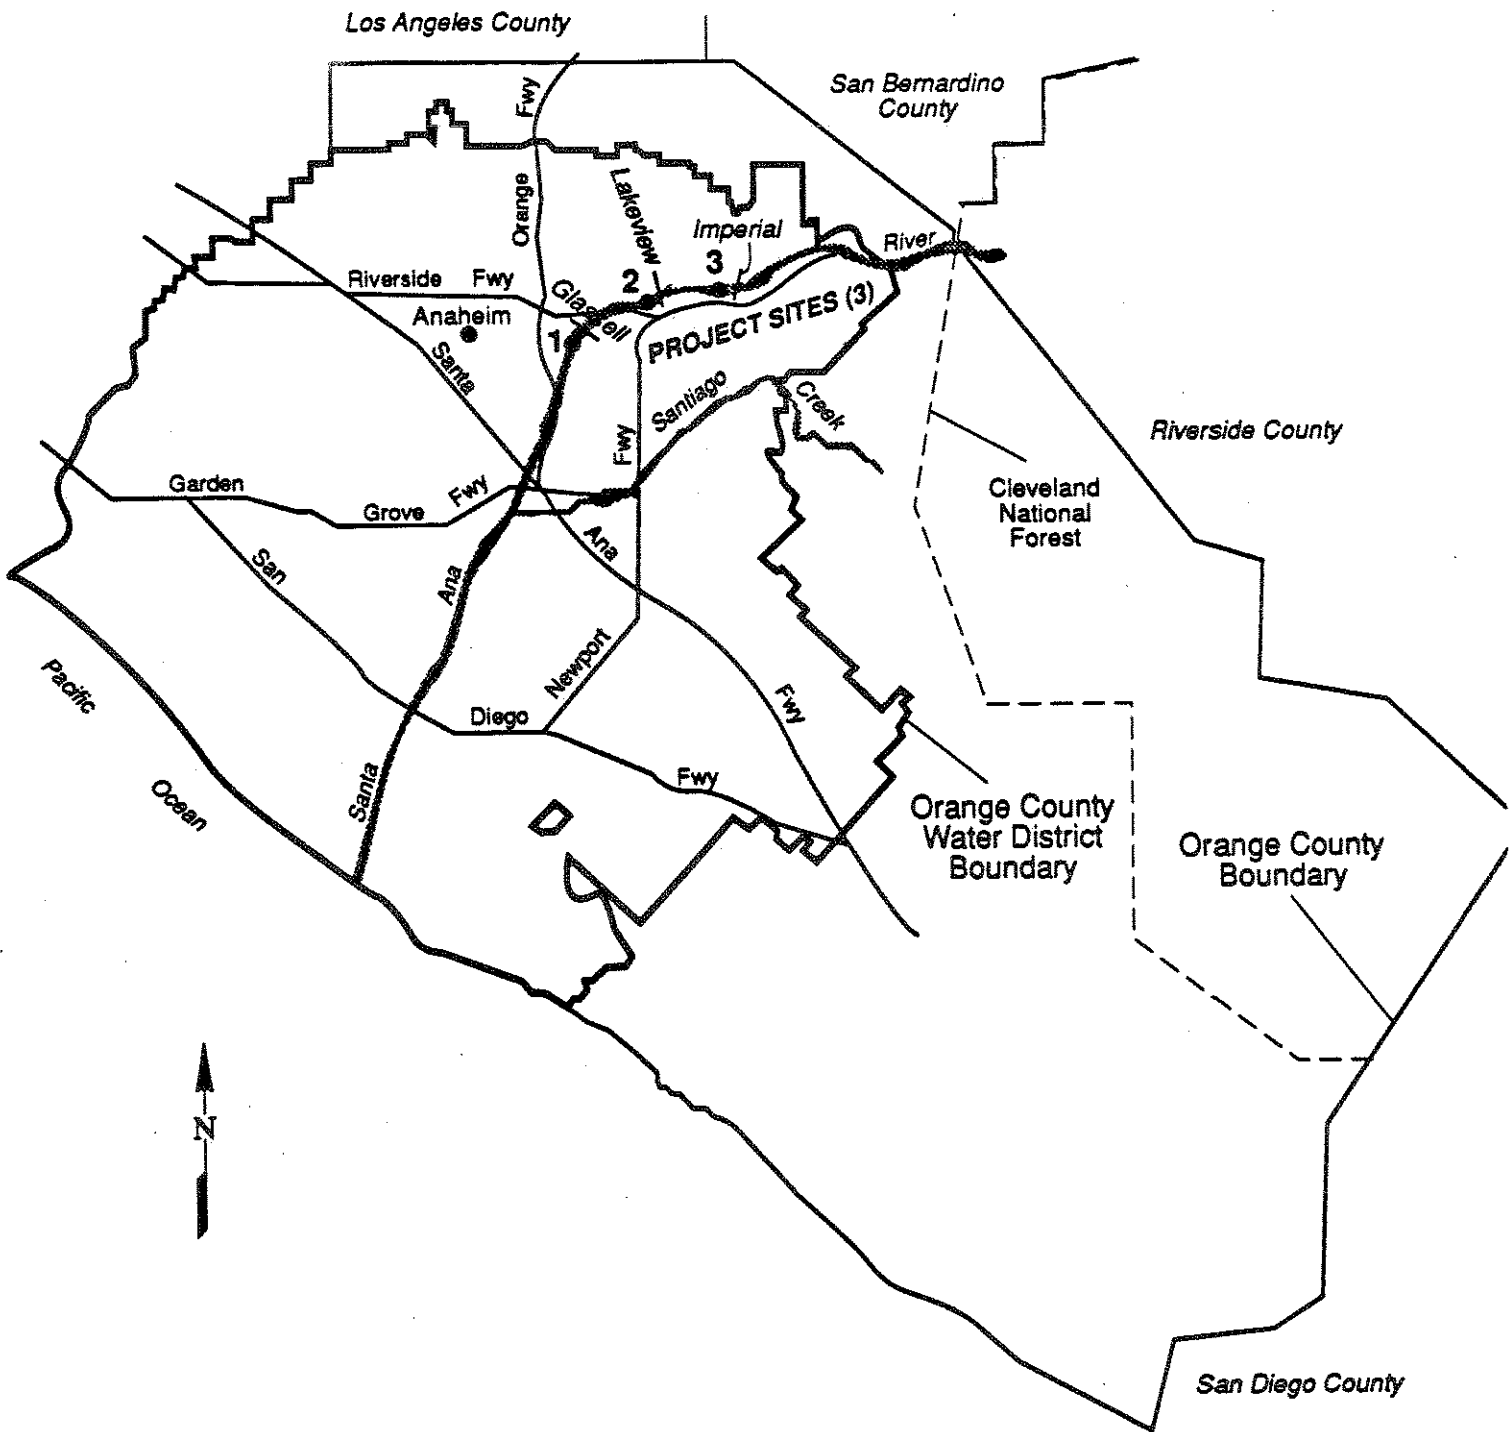 Los Angeles County
San Bernardino
County
Fwy
Orange
Lakeview
Imperial
River
3
2
Riverside Fwy
Glassell
Anaheim
1
PROJECT SITES (3)
Santa
Santiago
Creek
Fwy
Riverside County
Garden
Grove
Fwy
Cleveland
National
Forest
San
Ana
Ana
Pacific
Newport
Diego
Fwy
Fwy
Ocean
Santa
Orange County
Water District
Boundary
Orange County
Boundary
N
San Diego County